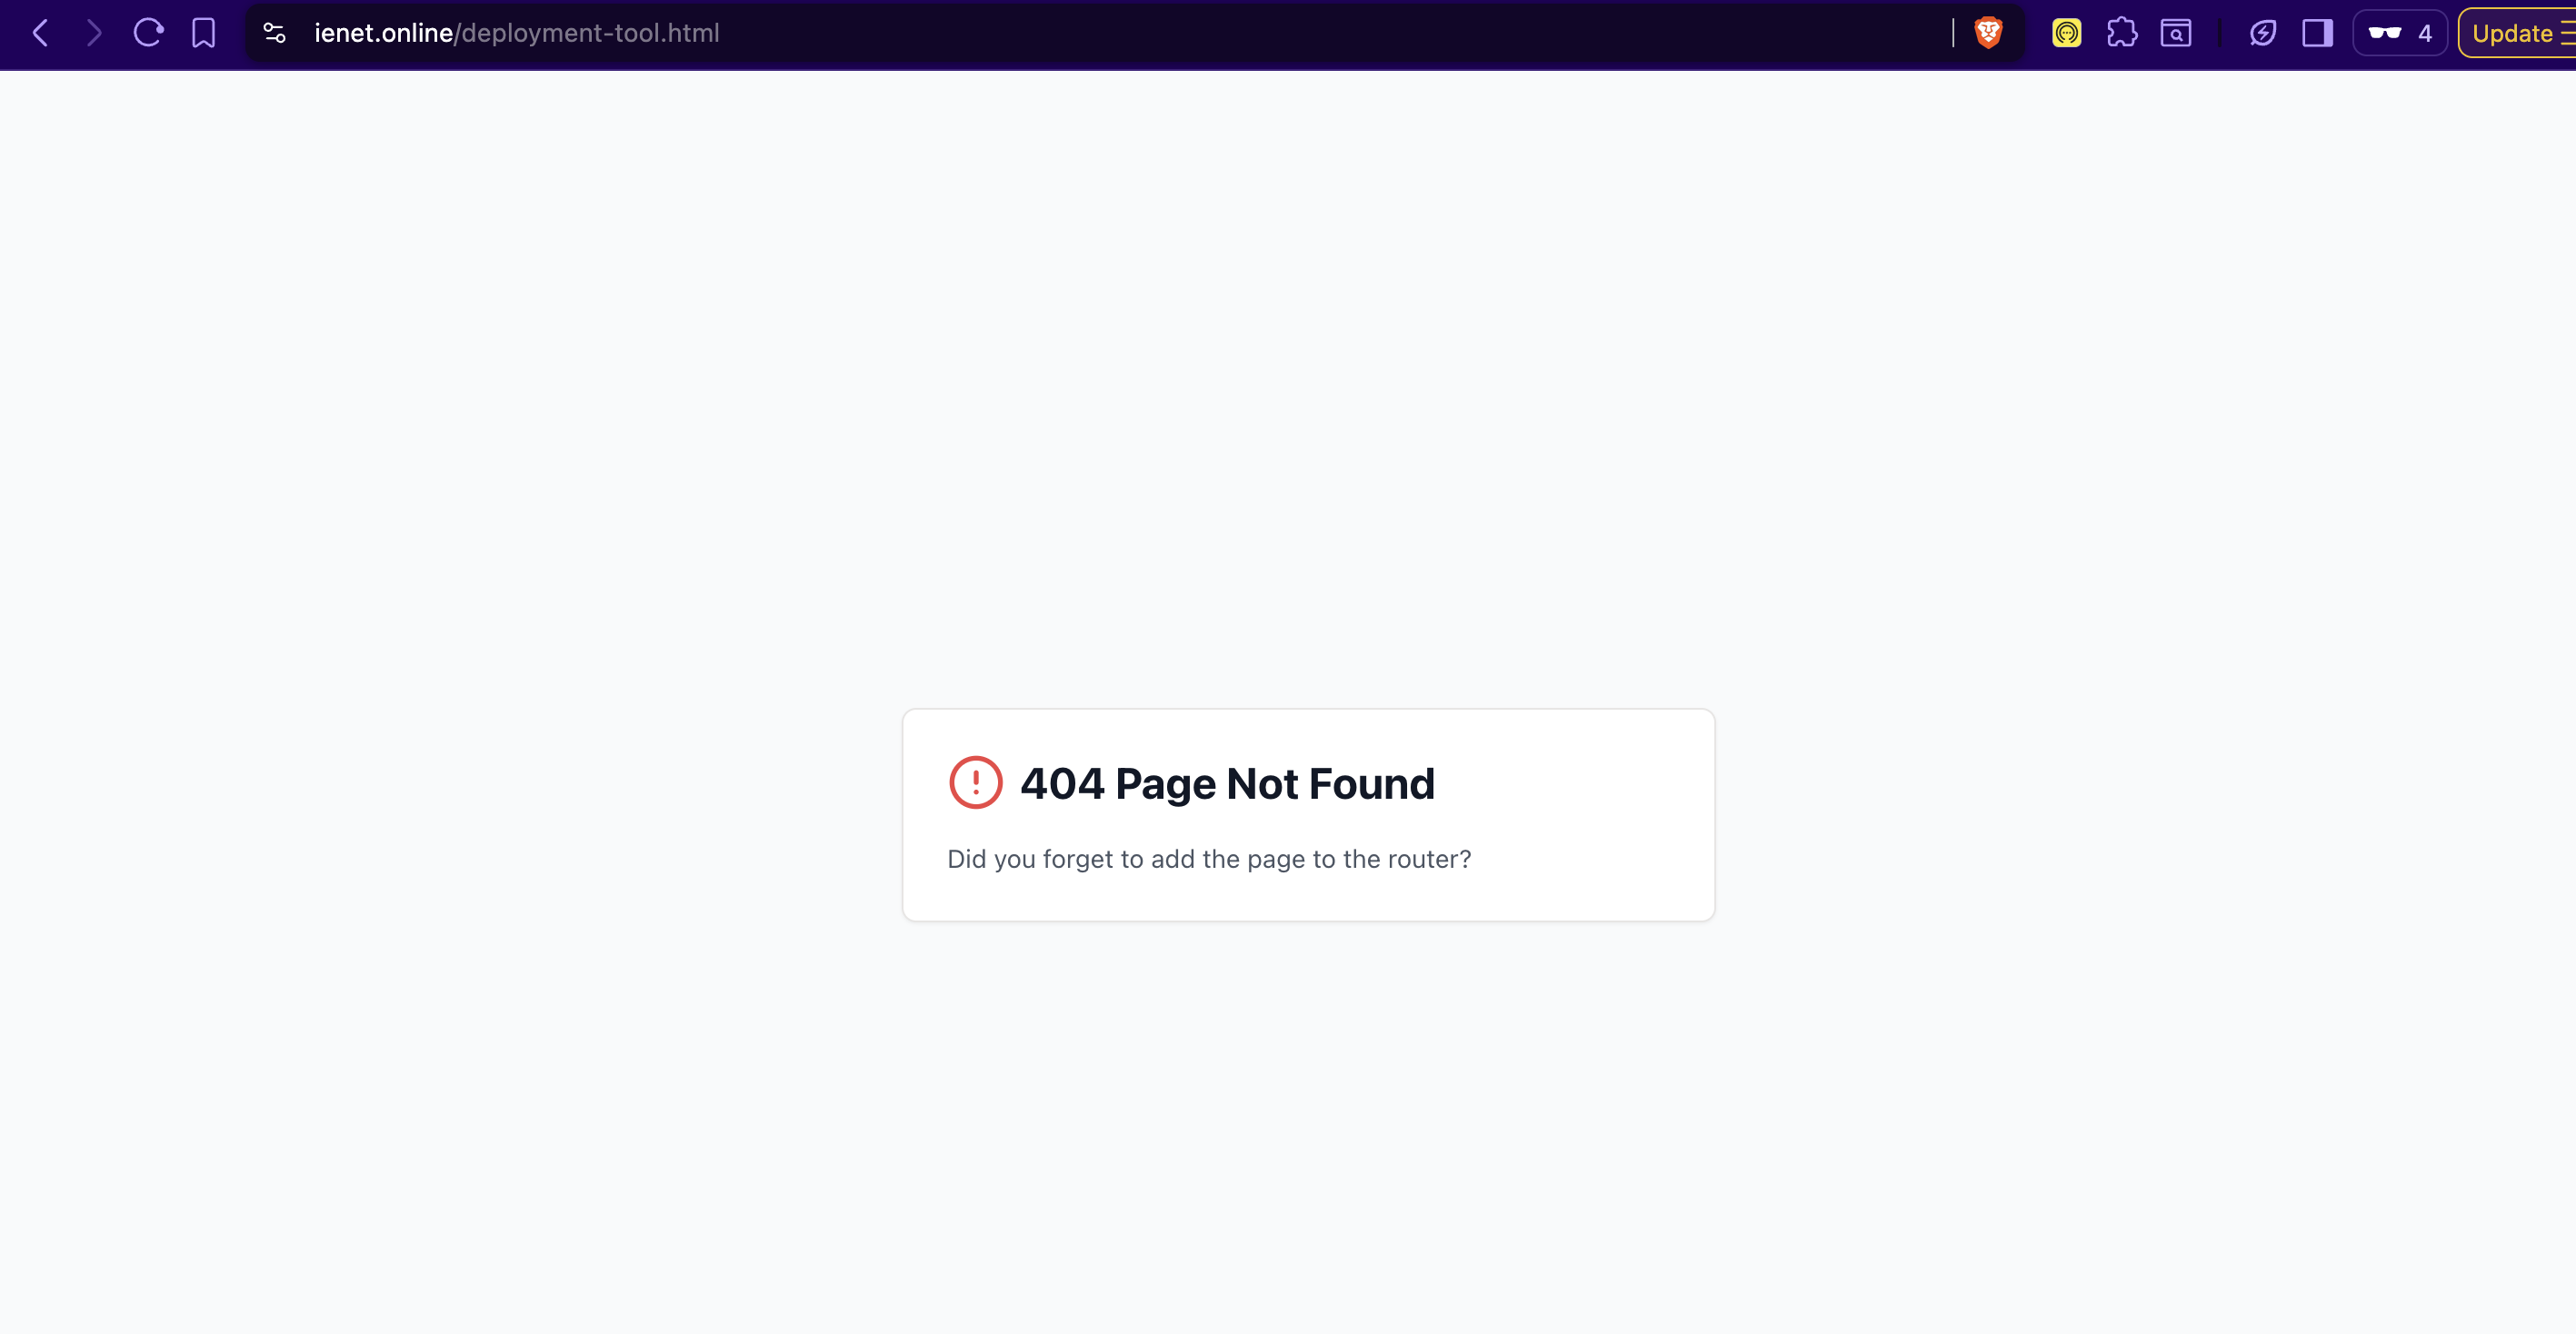 ienet.online/deployment-tool.html
4
Update
404 Page Not Found
Did you forget to add the page to the router?